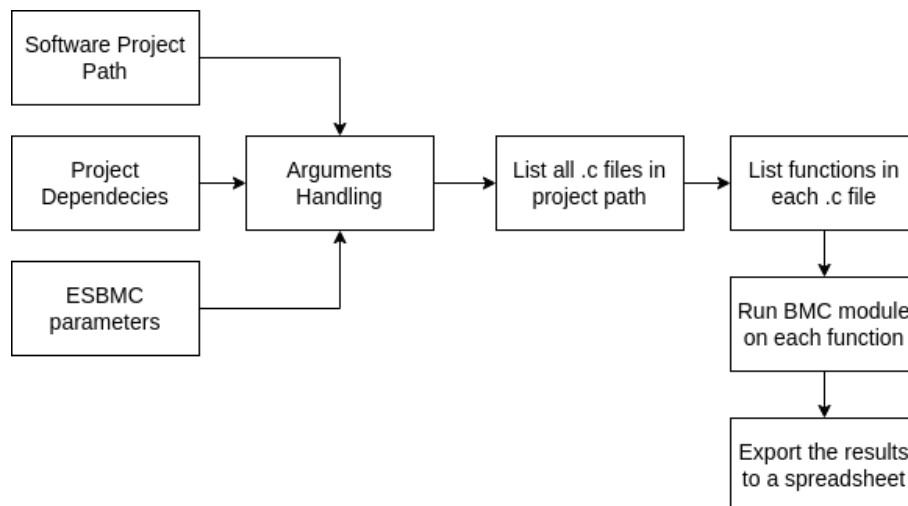 Software Project
Path
Project
Dependecies
ESBMC
parameters
Arguments
Handling
List all .c files in
project path
List functions in
each .c file
Run BMC module
on each function
Export the results
to a spreadsheet